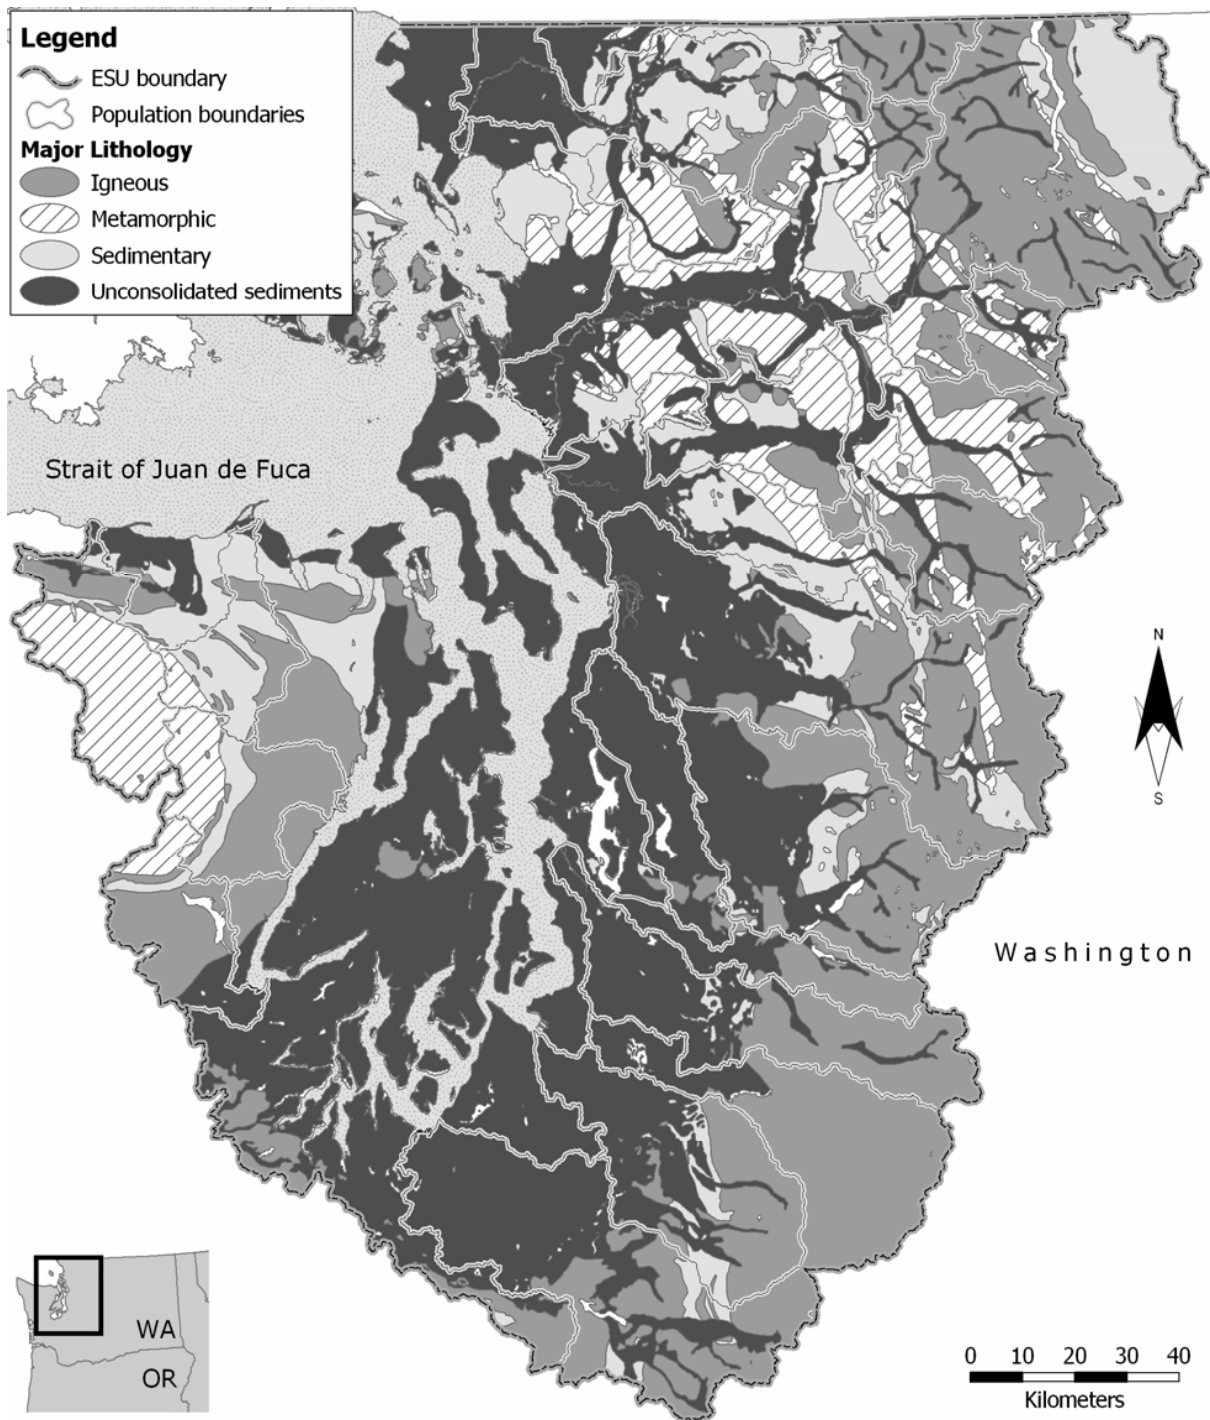 Legend
ESU boundary
Population boundaries
Major Lithology
Igneous
Metamorphic
Sedimentary
Unconsolidated sediments
Strait of Juan de Fuca
N
S
Washington
WA
OR
0 10 20 30 40
Kilometers